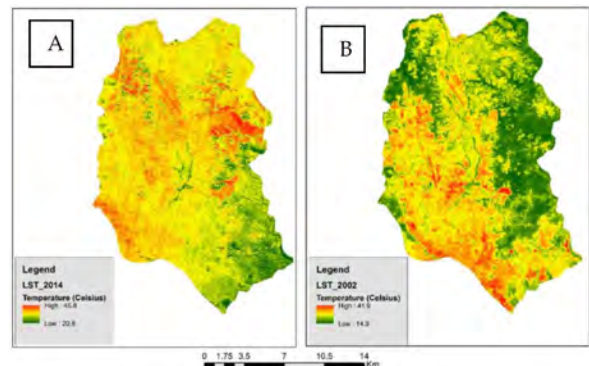 A
B
Legend
LST_2014
Temperature (Celsius)
High : 45.8
Low : 20.8
Legend
LST_2002
Temperature (Celsius)
High : 41.9
Low : 14.9
0 1.75 3.5 7 10.5 14
Km